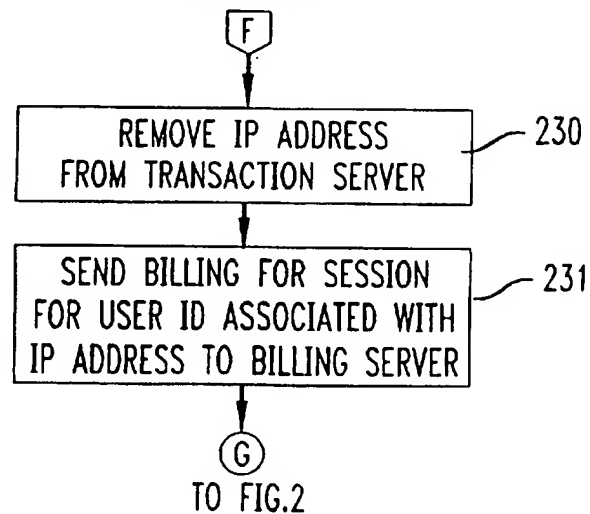 F
REMOVE IP ADDRESS
FROM TRANSACTION SERVER
230
SEND BILLING FOR SESSION
FOR USER ID ASSOCIATED WITH
IP ADDRESS TO BILLING SERVER
231
G
TO FIG.2